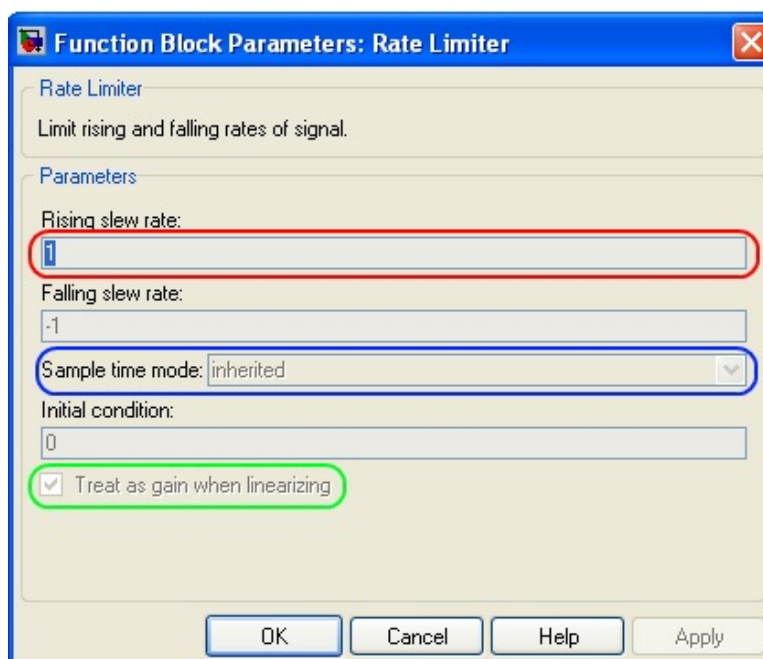 Function Block Parameters: Rate Limiter
Rate Limiter
Limit rising and falling rates of signal.
Parameters
Rising slew rate:
1
Falling slew rate:
-1
Sample time mode: inherited
Initial condition:
0
Treat as gain when linearizing
OK Cancel Help Apply